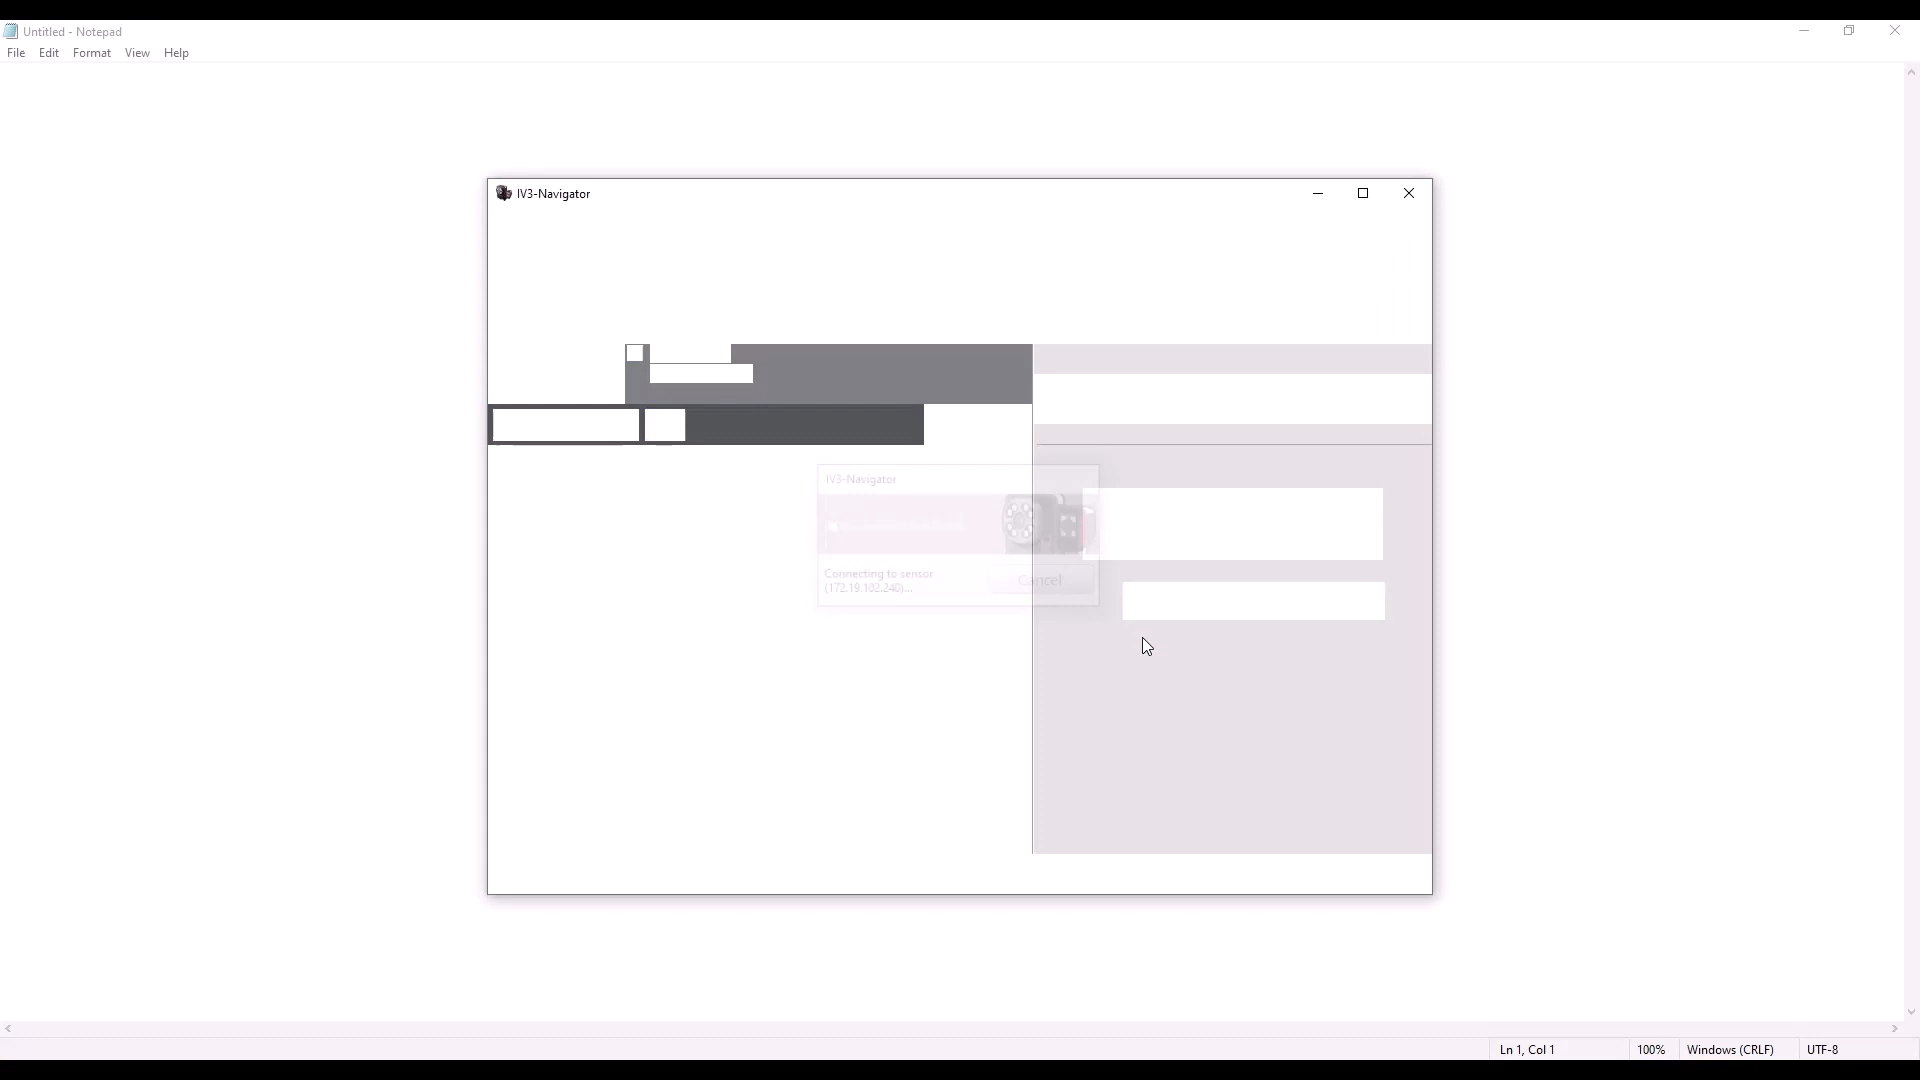 Untitled - Notepad
File Edit Format View Help
IV3-Navigator
IV3-Navigator
Connecting to sensor
(172.19.102.240)...
Cancel
Ln 1, Col 1 100% Windows (CRLF) UTF-8